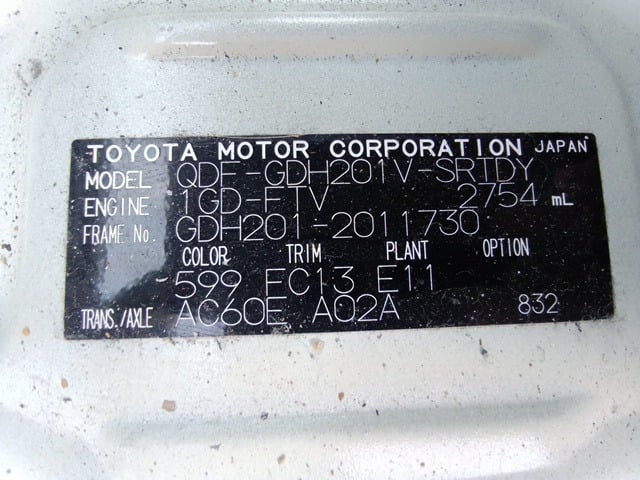 TOYOTA MOTOR CORPORATION JAPAN
MODEL QDF-GDH201V-SRTDY
ENGINE 1GD-FTV 2754 mL
FRAME No. GDH201-2011730
COLOR TRIM PLANT OPTION
599 FC13 E11
TRANS./AXLE AC60E A02A 832